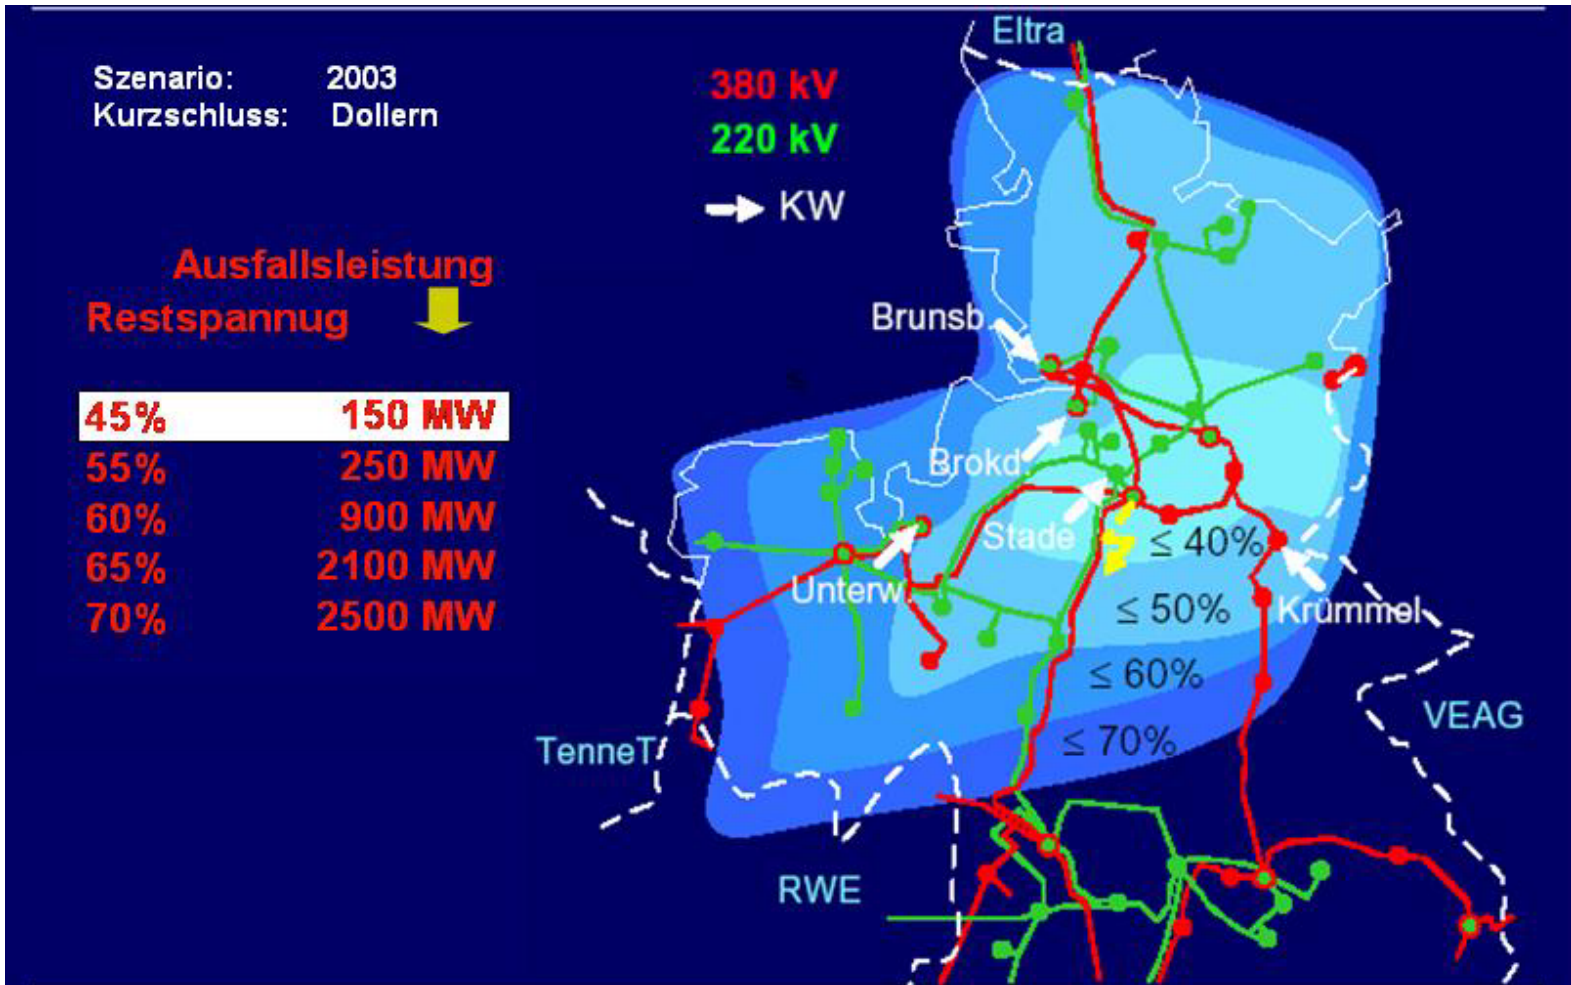 Eltra
Szenario: 2003
Kurzschluss: Dollern
380 kV
220 kV
KW
Ausfallsleistung
Restspannug
45% 150 MW
55% 250 MW
60% 900 MW
65% 2100 MW
70% 2500 MW
Brunsb.
Brokd.
Stade
≤ 40%
Unterw.
≤ 50%
Krümmel
≤ 60%
≤ 70%
VEAG
TenneT
RWE